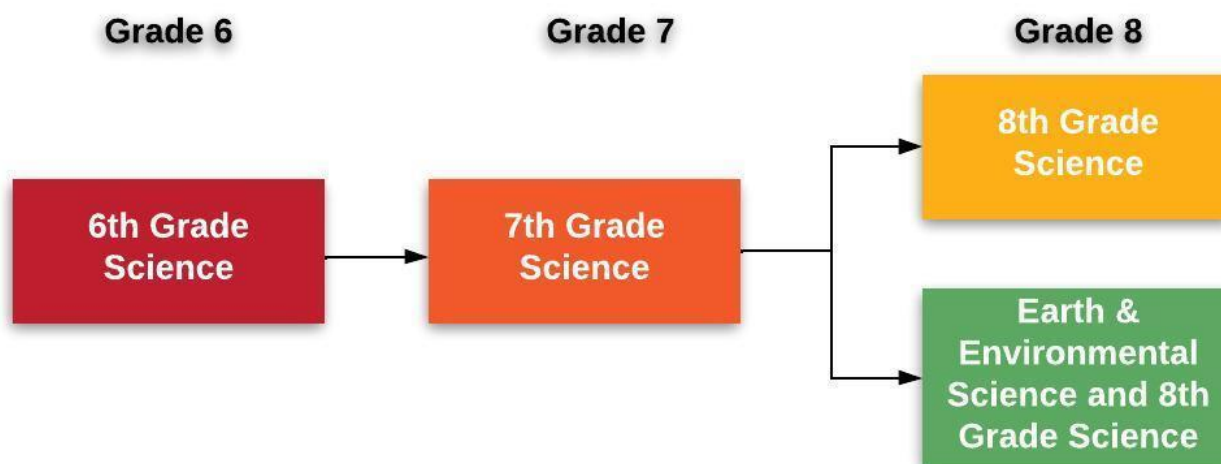 Grade 6
Grade 7
Grade 8
6th Grade
Science
7th Grade
Science
8th Grade
Science
Earth &
Environmental
Science and 8th
Grade Science